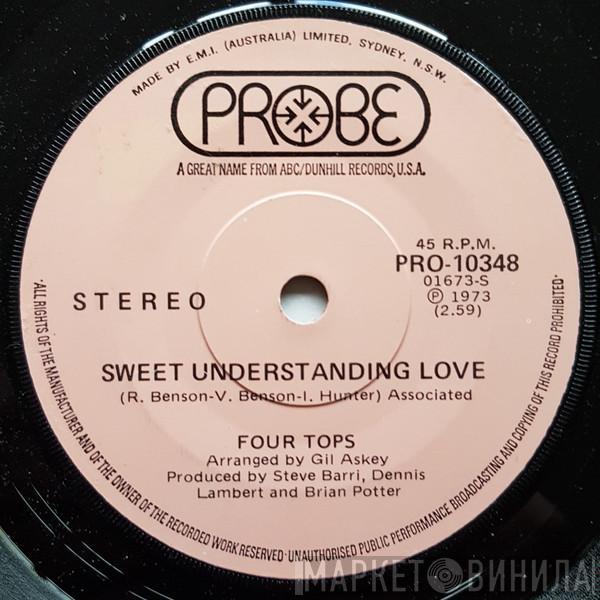 MADE BY E.M.I. (AUSTRALIA) LIMITED, SYDNEY, N.S.W.
PROBE
A GREAT NAME FROM ABC/DUNHILL RECORDS, U.S.A.
45 R.P.M.
PRO-10348
01673-S
Ⓟ 1973
(2.59)
STEREO
SWEET UNDERSTANDING LOVE
(R. Benson-V. Benson-I. Hunter) Associated
FOUR TOPS
Arranged by Gil Askey
Produced by Steve Barri, Dennis
Lambert and Brian Potter
·ALL RIGHTS OF THE MANUFACTURER AND OF THE OWNER OF THE RECORDED WORK RESERVED·UNAUTHORISED PUBLIC PERFORMANCE BROADCASTING AND COPYING OF THIS RECORD PROHIBITED·
МАРКЕТ ВИНИЛА